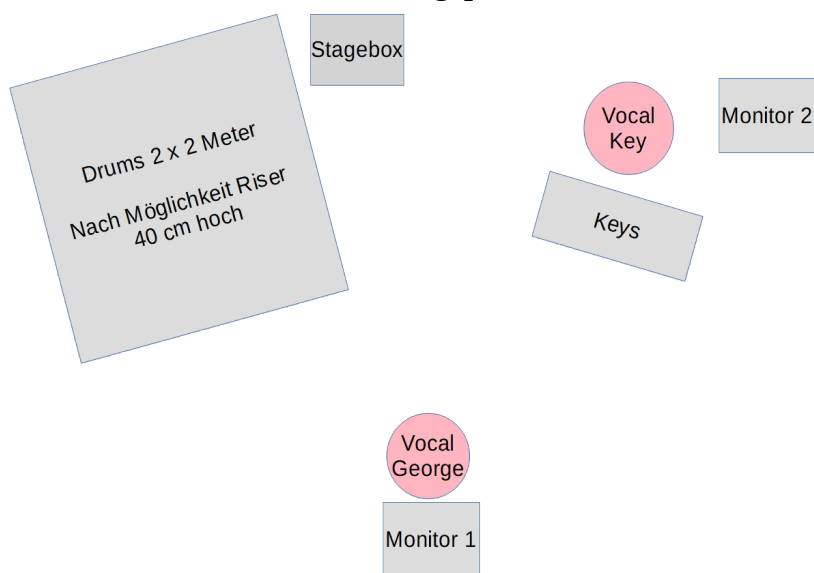 Stagebox
Drums 2 x 2 Meter
Nach Möglichkeit Riser
40 cm hoch
Vocal
Key
Monitor 2
Keys
Vocal
George
Monitor 1